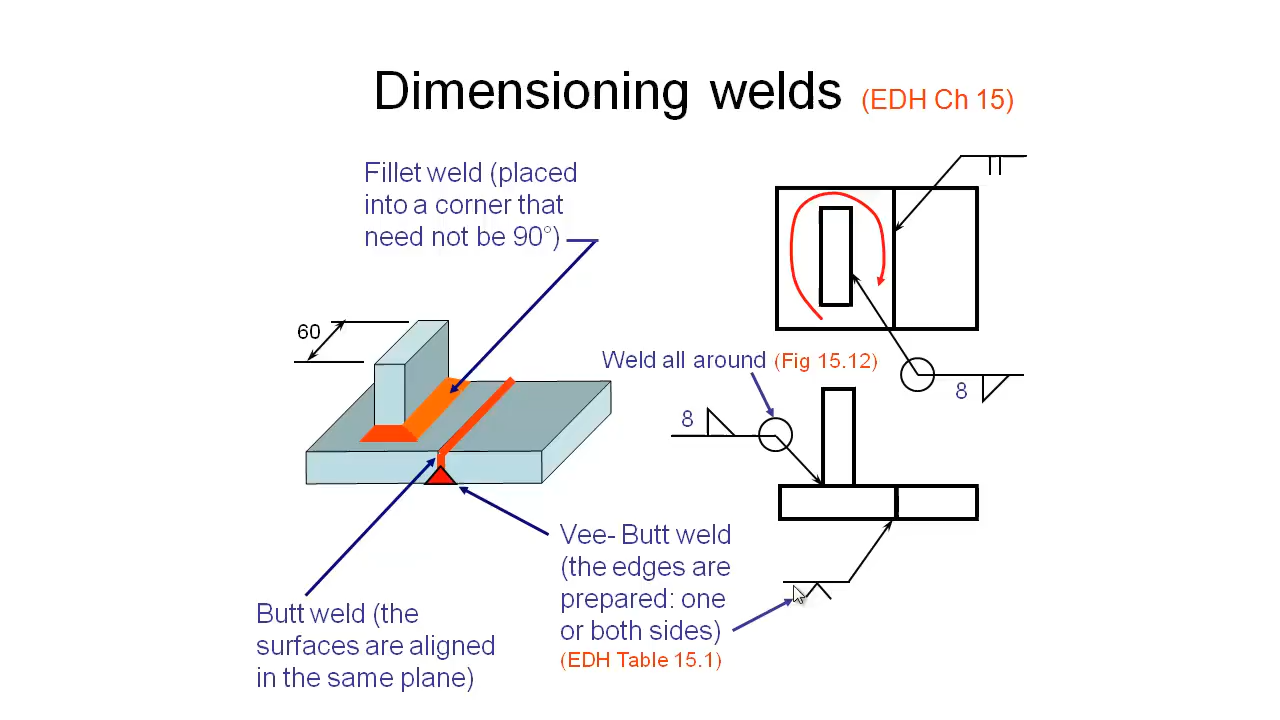 Dimensioning welds (EDH Ch 15)
Fillet weld (placed
into a corner that
need not be 90°)
60
Weld all around (Fig 15.12)
8
8
Vee- Butt weld
(the edges are
prepared: one
or both sides)
(EDH Table 15.1)
Butt weld (the
surfaces are aligned
in the same plane)